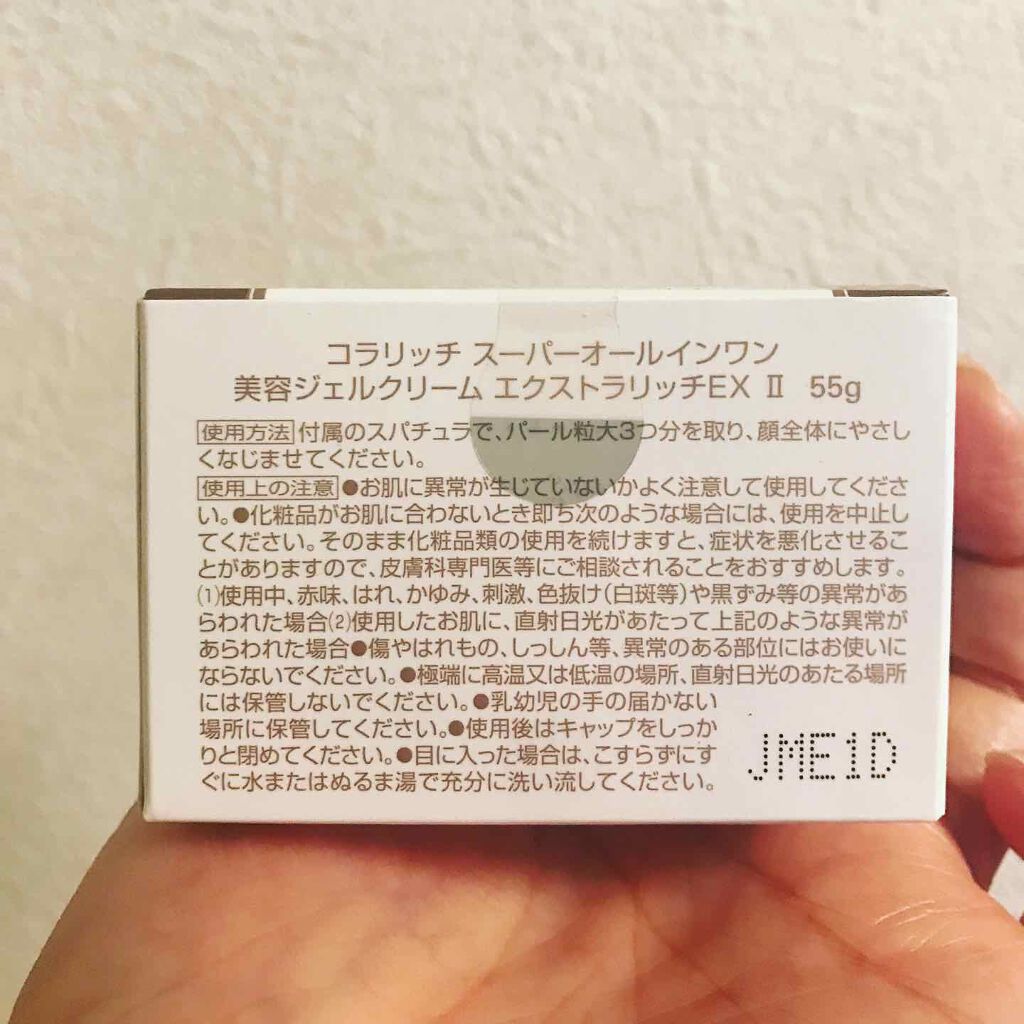 コラリッチ スーパーオールインワン
美容ジェルクリーム エクストラリッチEX Ⅱ 55g
使用方法 付属のスパチュラで、パール粒大3つ分を取り、顔全体にやさし
くなじませてください。
使用上の注意 ●お肌に異常が生じていないかよく注意して使用してくださ
い。●化粧品がお肌に合わないとき即ち次のような場合には、使用を中止し
てください。そのまま化粧品類の使用を続けますと、症状を悪化させるこ
とがありますので、皮膚科専門医等にご相談されることをおすすめします。
⑴使用中、赤味、はれ、かゆみ、刺激、色抜け(白斑等)や黒ずみ等の異常があ
らわれた場合⑵使用したお肌に、直射日光があたって上記のような異常が
あらわれた場合●傷やはれもの、しっしん等、異常のある部位にはお使いに
ならないでください。●極端に高温又は低温の場所、直射日光のあたる場所
には保管しないでください。●乳幼児の手の届かない
場所に保管してください。●使用後はキャップをしっか
りと閉めてください。●目に入った場合は、こすらずにす
ぐに水またはぬるま湯で充分に洗い流してください。
JME1D